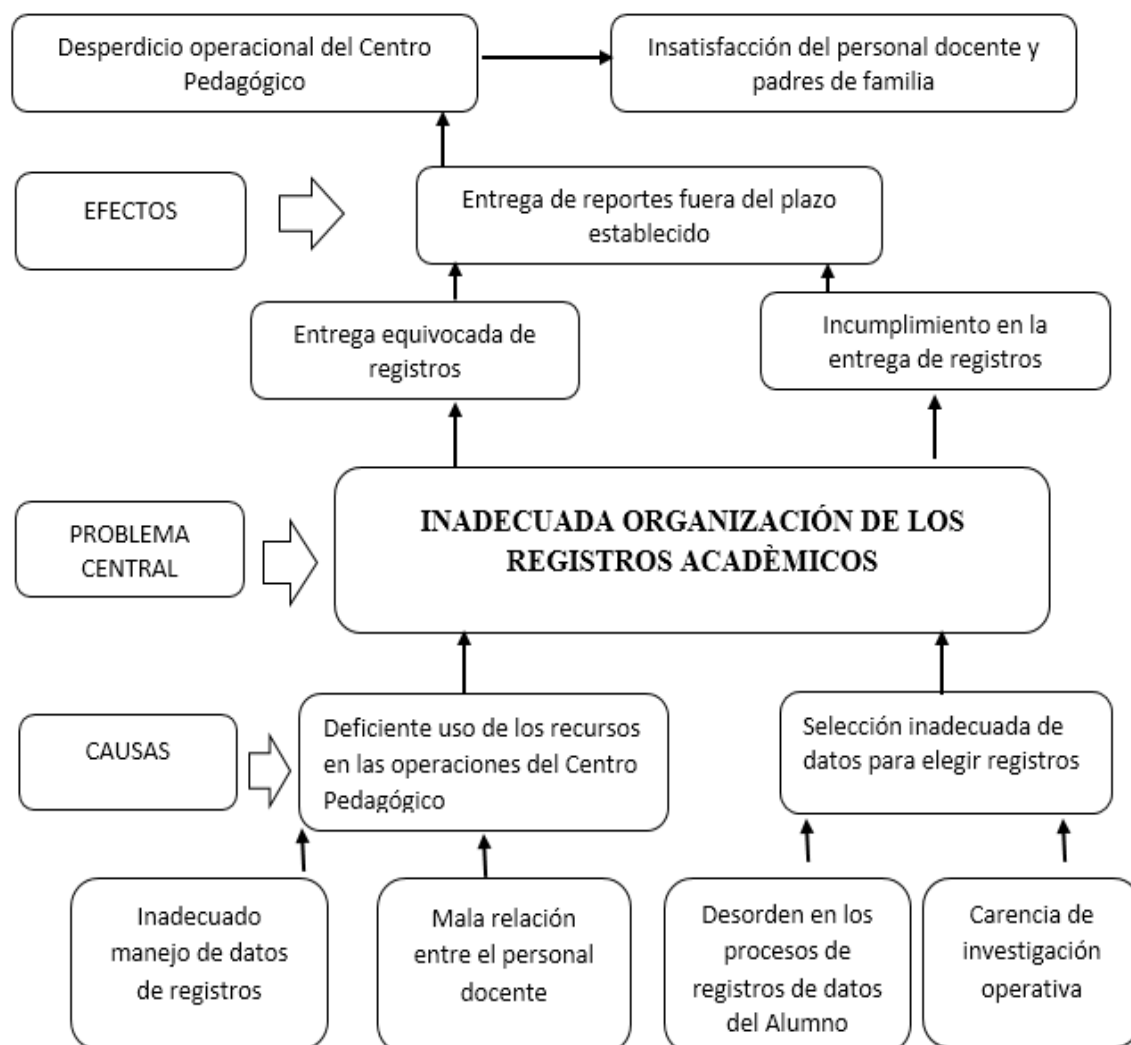 Desperdicio operacional del Centro
Pedagógico
Insatisfacción del personal docente y
padres de familia
EFECTOS
Entrega de reportes fuera del plazo
establecido
Entrega equivocada de
registros
Incumplimiento en la
entrega de registros
PROBLEMA
CENTRAL
INADECUADA ORGANIZACIÓN DE LOS
REGISTROS ACADÈMICOS
CAUSAS
Deficiente uso de los recursos
en las operaciones del Centro
Pedagógico
Selección inadecuada de
datos para elegir registros
Inadecuado
manejo de datos
de registros
Mala relación
entre el personal
docente
Desorden en los
procesos de
registros de datos
del Alumno
Carencia de
investigación
operativa